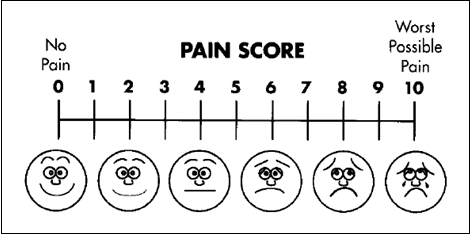 No
Pain
PAIN SCORE
Worst
Possible
Pain
0 1 2 3 4 5 6 7 8 9 10